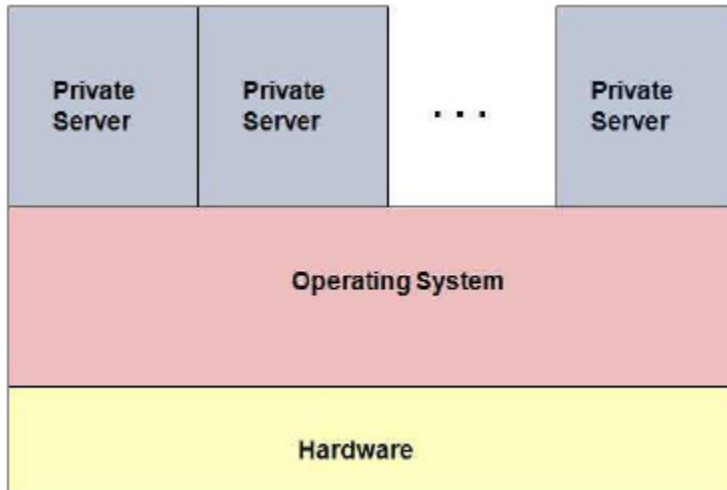 Private Private Private
Server Server . . . Server
Operating System
Hardware